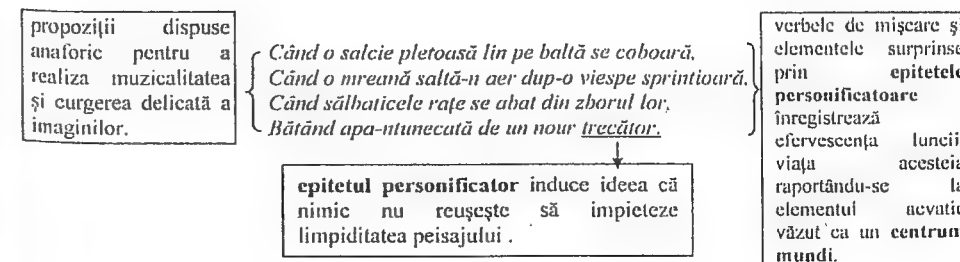 propoziții dispuse
anaforic pentru a
realiza muzicalitatea
și curgerea delicată a
imaginilor.
Când o salcie pletoasă lin pe baltă se coboară,
Când o mreană saltă-n aer dup-o viespe sprintioară,
Când sălbaticele rațe se abat din zborul lor,
Bătând apa-ntunecată de un nour trecător.
epitetul personificator induce ideea că
nimic nu reușește să impieteze
limpiditatea peisajului .
verbele de mișcare și
elementele surprinse
prin epitetele
personificatoare
înregistrează
efervescența luncii,
viața acesteia
raportându-se la
elementul acvatic
văzut ca un centrum
mundi.